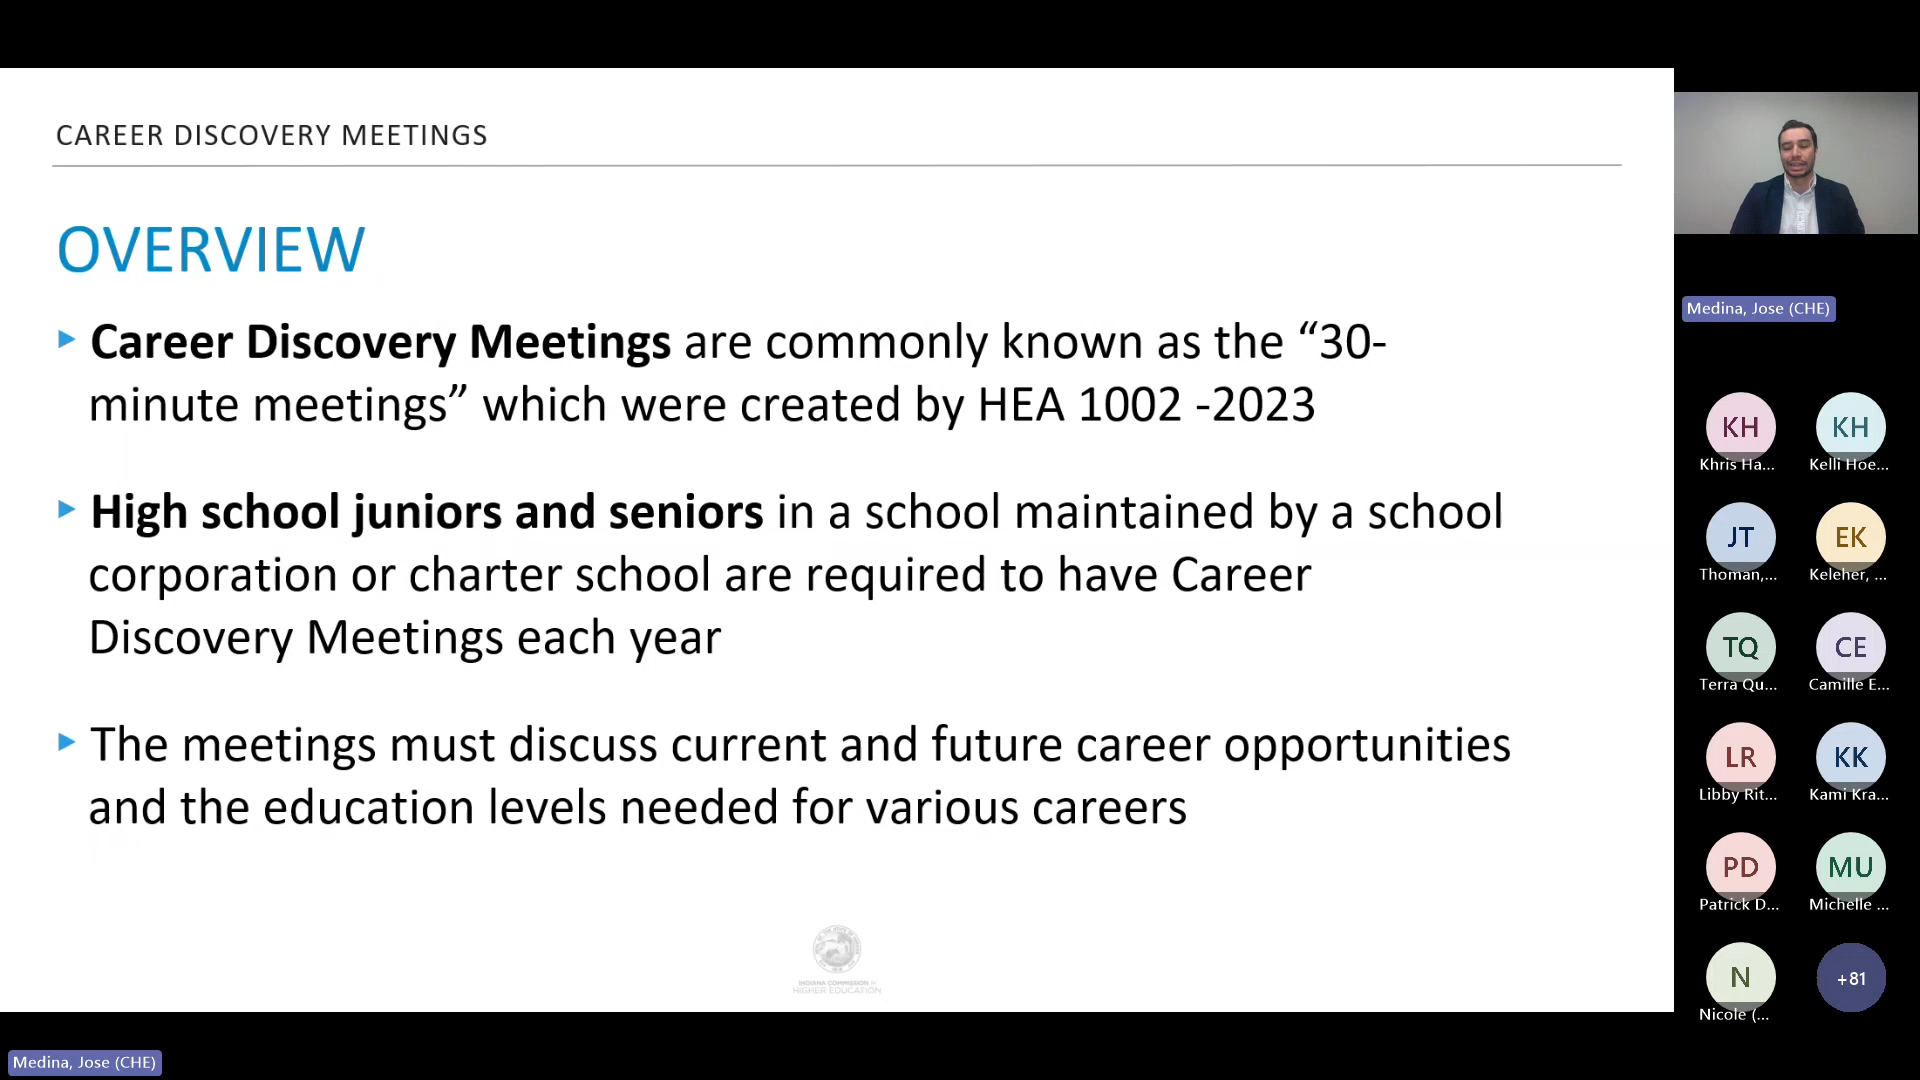 CAREER DISCOVERY MEETINGS
OVERVIEW
Career Discovery Meetings are commonly known as the “30-
minute meetings” which were created by HEA 1002 -2023
High school juniors and seniors in a school maintained by a school
corporation or charter school are required to have Career
Discovery Meetings each year
The meetings must discuss current and future career opportunities
and the education levels needed for various careers
INDIANA COMMISSION for
HIGHER EDUCATION
Medina, Jose (CHE)
Medina, Jose (CHE)
KH
KH
Khris Ha...
Kelli Hoe...
JT
EK
Thoman,...
Keleher, ...
TQ
CE
Terra Qu...
Camille E...
LR
KK
Libby Rit...
Kami Kra...
PD
MU
Patrick D...
Michelle ...
N
+81
Nicole (...